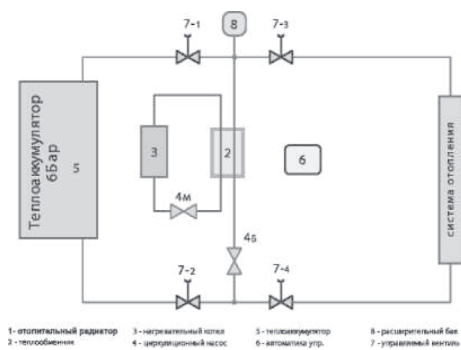 7-1
8
7-3
Теплоаккумулятор
6Бар
5
3
2
6
4м
4Б
система отопления
7-2
7-4
1- отопительный радиатор
3 - нагревательный котел
5 - теплоаккумулятор
8 - расширительный бак
2 - теплообменник
4 - циркуляционный насос
6 - автоматика упр.
7 - управляемый вентиль